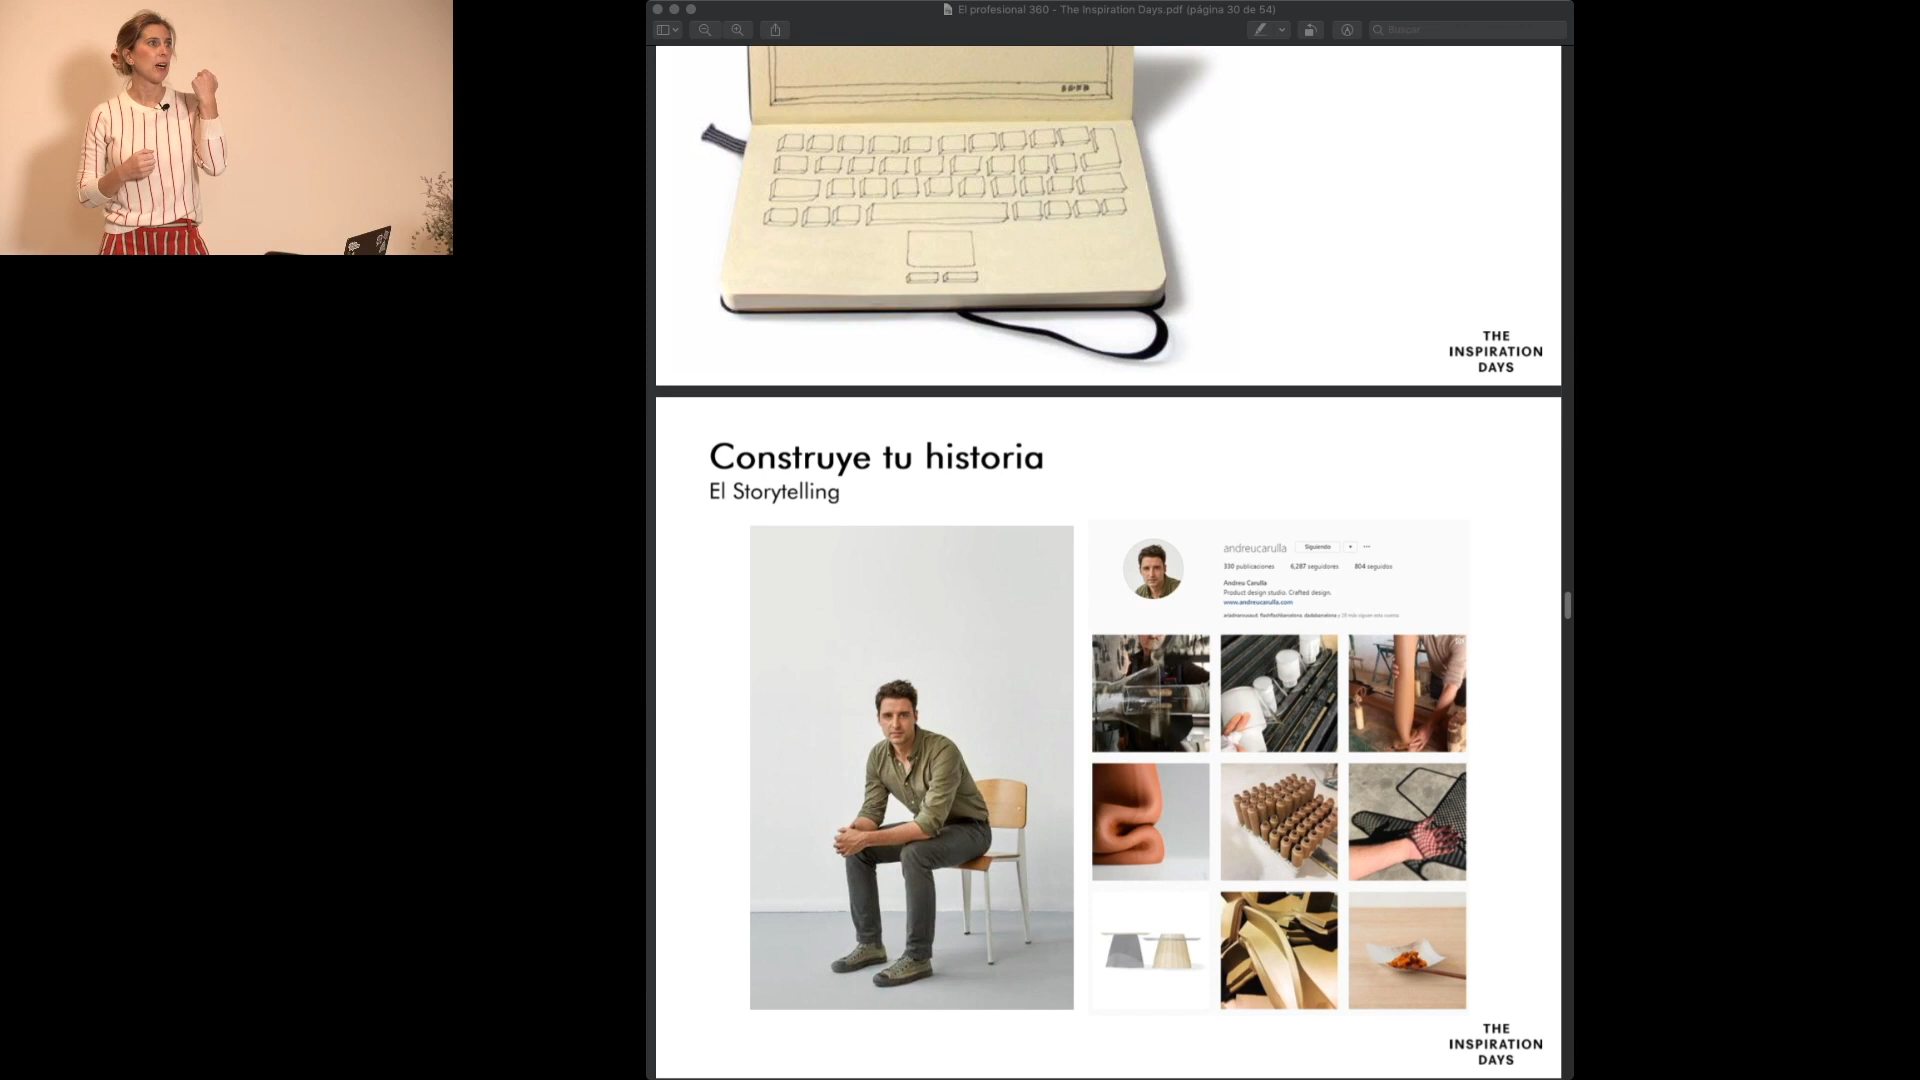 El profesional 360 - The Inspiration Days.pdf (página 30 de 54)
Buscar
THE
INSPIRATION
DAYS
Construye tu historia
El Storytelling
andreucarulla Siguiendo
330 publicaciones 6,287 seguidores 804 seguidos
Andreu Carulla
Product design studio. Crafted design.
www.andreucarulla.com
THE
INSPIRATION
DAYS